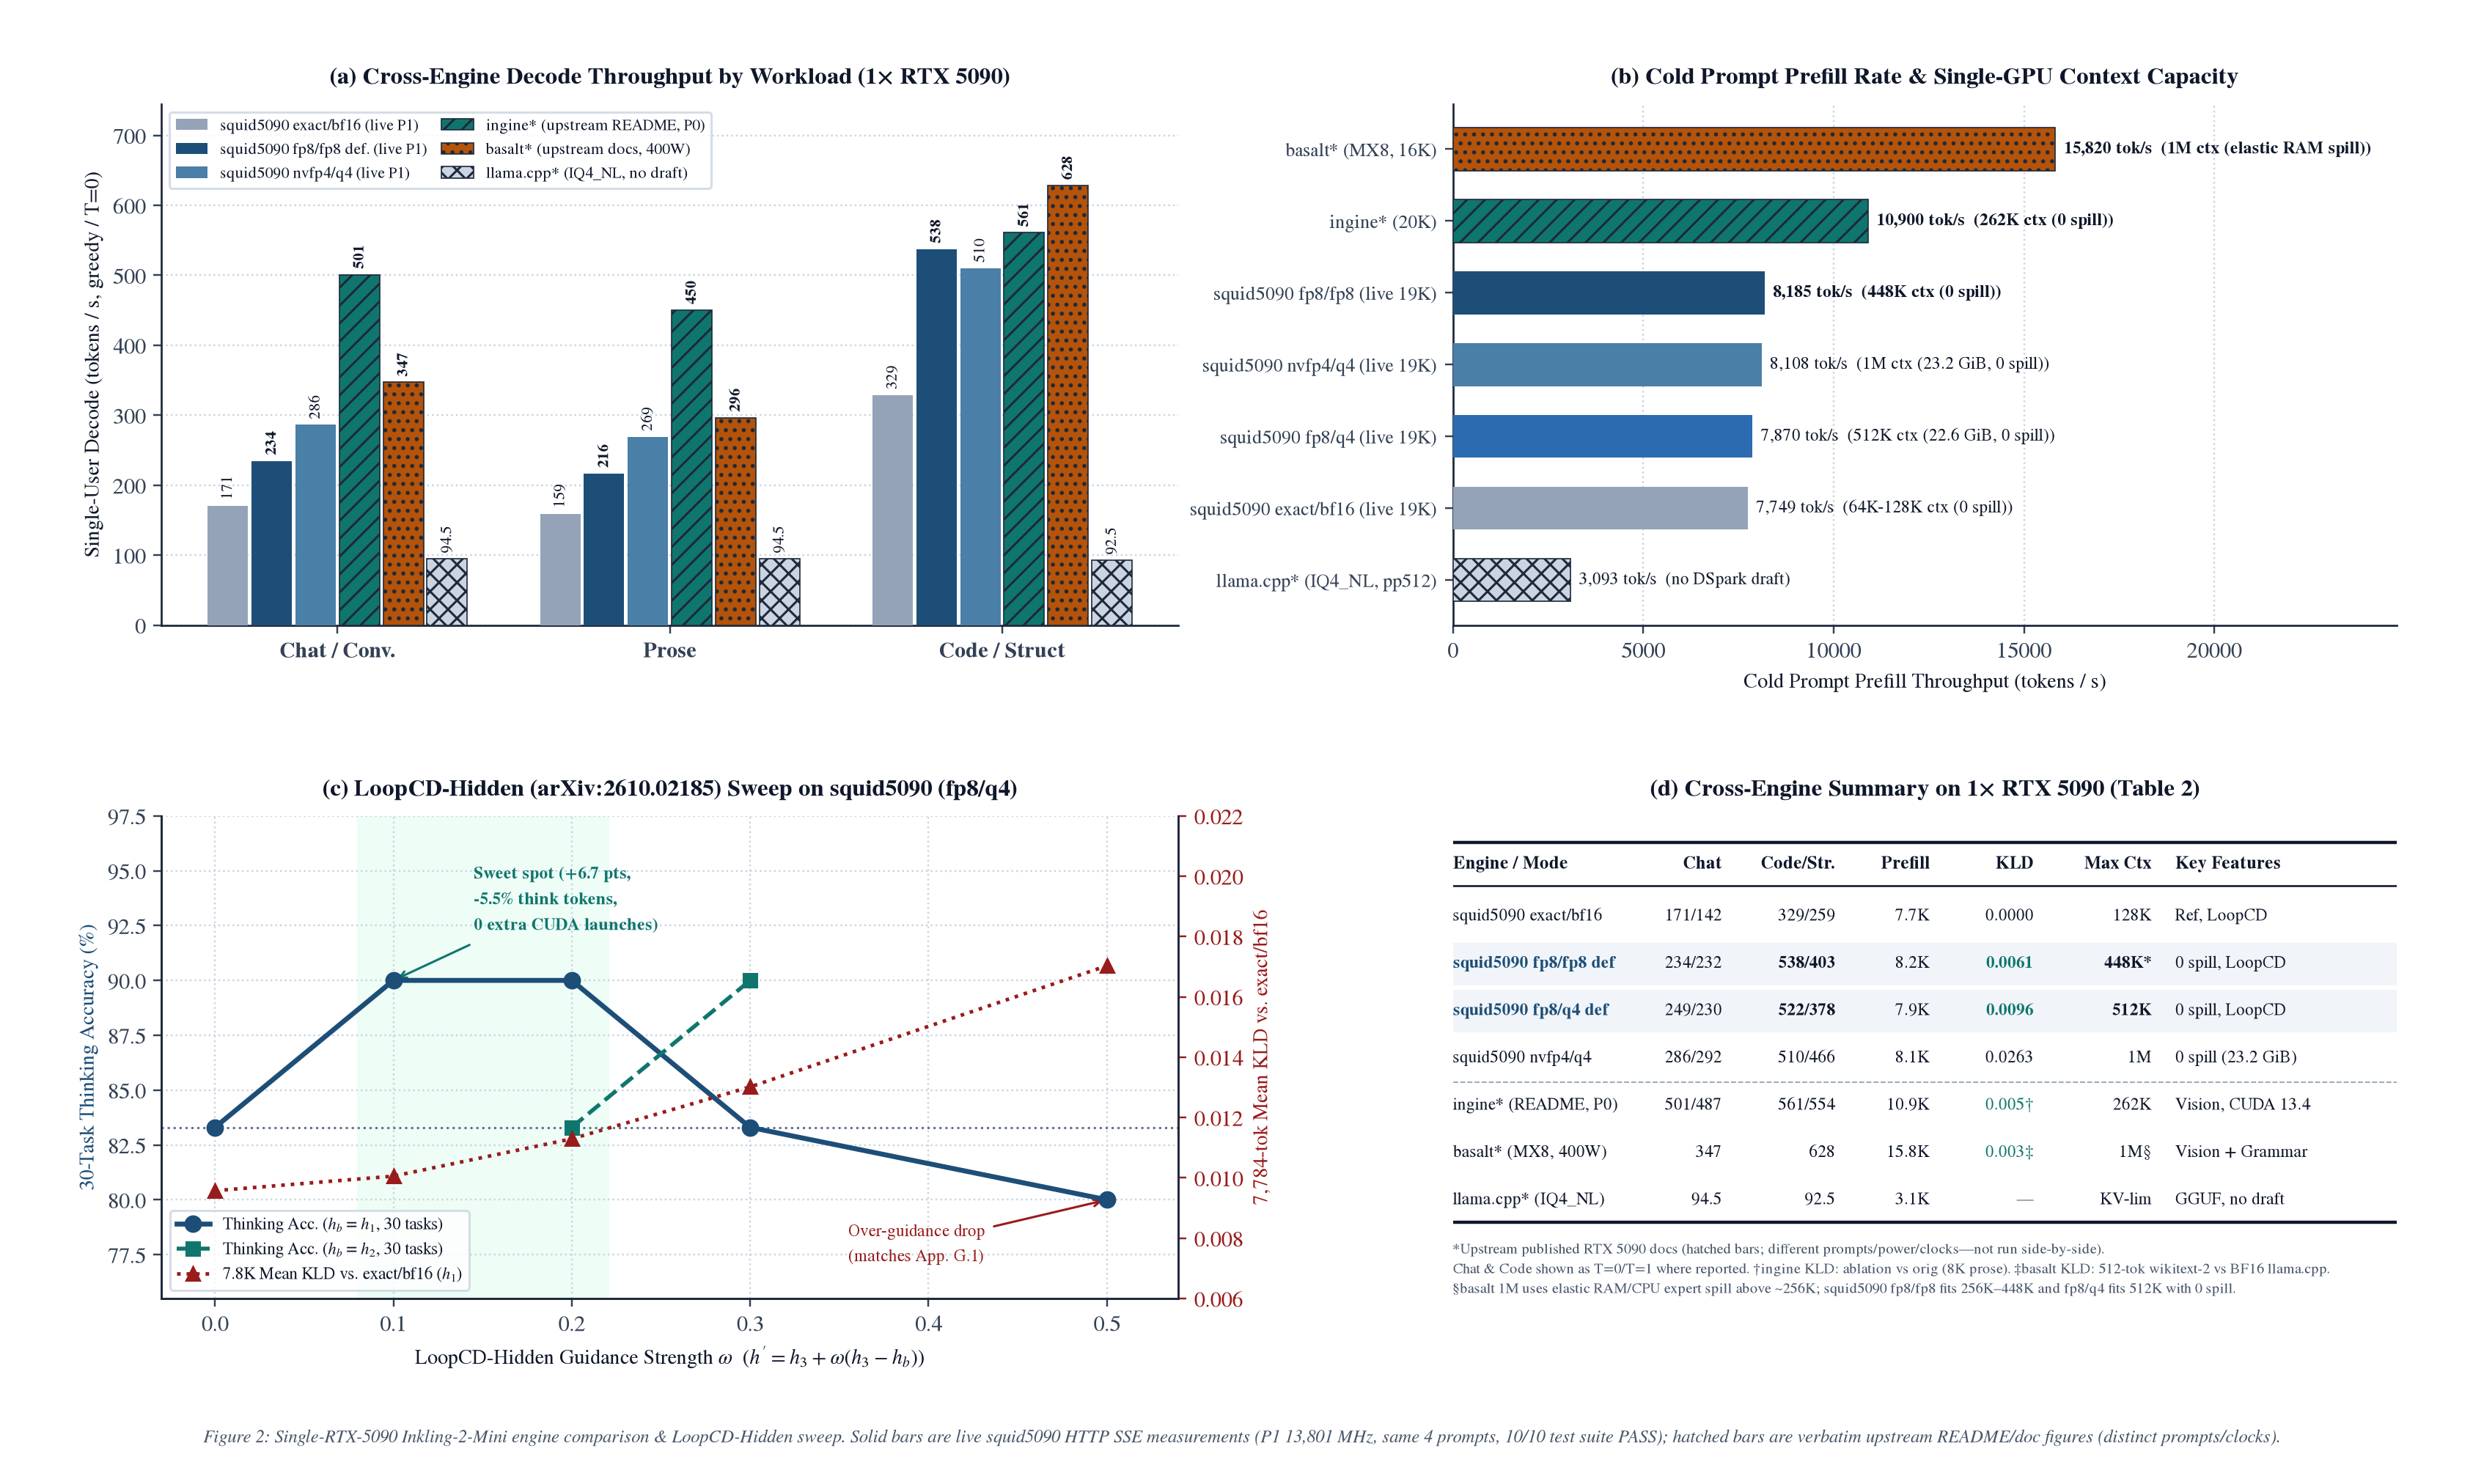 (a) Cross-Engine Decode Throughput by Workload (1× RTX 5090)
Single-User Decode (tokens / s, greedy / T=0)
700
600
500
400
300
200
100
0
squid5090 exact/bf16 (live P1)
squid5090 fp8/fp8 def. (live P1)
squid5090 nvfp4/q4 (live P1)
ingine* (upstream README, P0)
basalt* (upstream docs, 400W)
llama.cpp* (IQ4_NL, no draft)
171
234
286
501
347
94.5
159
216
269
450
296
94.5
329
538
510
561
628
92.5
Chat / Conv.
Prose
Code / Struct
(b) Cold Prompt Prefill Rate & Single-GPU Context Capacity
basalt* (MX8, 16K)
15,820 tok/s (1M ctx (elastic RAM spill))
ingine* (20K)
10,900 tok/s (262K ctx (0 spill))
squid5090 fp8/fp8 (live 19K)
8,185 tok/s (448K ctx (0 spill))
squid5090 nvfp4/q4 (live 19K)
8,108 tok/s (1M ctx (23.2 GiB, 0 spill))
squid5090 fp8/q4 (live 19K)
7,870 tok/s (512K ctx (22.6 GiB, 0 spill))
squid5090 exact/bf16 (live 19K)
7,749 tok/s (64K-128K ctx (0 spill))
llama.cpp* (IQ4_NL, pp512)
3,093 tok/s (no DSpark draft)
0
5000
10000
15000
20000
Cold Prompt Prefill Throughput (tokens / s)
(c) LoopCD-Hidden (arXiv:2610.02185) Sweep on squid5090 (fp8/q4)
30-Task Thinking Accuracy (%)
97.5
95.0
92.5
90.0
87.5
85.0
82.5
80.0
77.5
Sweet spot (+6.7 pts,
-5.5% think tokens,
0 extra CUDA launches)
Over-guidance drop
(matches App. G.1)
Thinking Acc. (h_b = h_1, 30 tasks)
Thinking Acc. (h_b = h_2, 30 tasks)
7.8K Mean KLD vs. exact/bf16 (h_1)
0.022
0.020
0.018
0.016
0.014
0.012
0.010
0.008
0.006
7,784-tok Mean KLD vs. exact/bf16
0.0
0.1
0.2
0.3
0.4
0.5
LoopCD-Hidden Guidance Strength ω (h′ = h_3 + ω(h_3 − h_b))
(d) Cross-Engine Summary on 1× RTX 5090 (Table 2)
Engine / Mode Chat Code/Str. Prefill KLD Max Ctx Key Features
squid5090 exact/bf16 171/142 329/259 7.7K 0.0000 128K Ref, LoopCD
squid5090 fp8/fp8 def 234/232 538/403 8.2K 0.0061 448K* 0 spill, LoopCD
squid5090 fp8/q4 def 249/230 522/378 7.9K 0.0096 512K 0 spill, LoopCD
squid5090 nvfp4/q4 286/292 510/466 8.1K 0.0263 1M 0 spill (23.2 GiB)
ingine* (README, P0) 501/487 561/554 10.9K 0.005† 262K Vision, CUDA 13.4
basalt* (MX8, 400W) 347 628 15.8K 0.003‡ 1M§ Vision + Grammar
llama.cpp* (IQ4_NL) 94.5 92.5 3.1K — KV-lim GGUF, no draft
*Upstream published RTX 5090 docs (hatched bars; different prompts/power/clocks—not run side-by-side).
Chat & Code shown as T=0/T=1 where reported. †ingine KLD: ablation vs orig (8K prose). ‡basalt KLD: 512-tok wikitext-2 vs BF16 llama.cpp.
§basalt 1M uses elastic RAM/CPU expert spill above ~256K; squid5090 fp8/fp8 fits 256K–448K and fp8/q4 fits 512K with 0 spill.
Figure 2: Single-RTX-5090 Inkling-2-Mini engine comparison & LoopCD-Hidden sweep. Solid bars are live squid5090 HTTP SSE measurements (P1 13,801 MHz, same 4 prompts, 10/10 test suite PASS); hatched bars are verbatim upstream README/doc figures (distinct prompts/clocks).